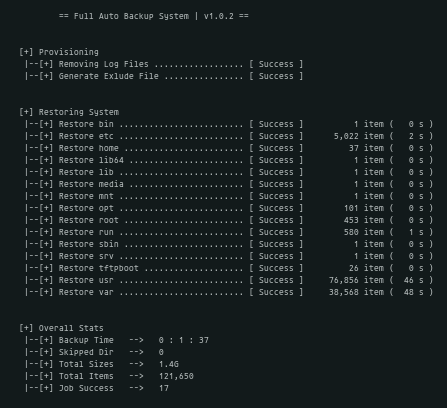 == Full Auto Backup System | v1.0.2 ==
[+] Provisioning
|--[+] Removing Log Files .................. [ Success ]
|--[+] Generate Exlude File ................ [ Success ]
[+] Restoring System
|--[+] Restore bin ......................... [ Success ] 1 item ( 0 s )
|--[+] Restore etc ......................... [ Success ] 5,022 item ( 2 s )
|--[+] Restore home ........................ [ Success ] 37 item ( 0 s )
|--[+] Restore lib64 ....................... [ Success ] 1 item ( 0 s )
|--[+] Restore lib ......................... [ Success ] 1 item ( 0 s )
|--[+] Restore media ....................... [ Success ] 1 item ( 0 s )
|--[+] Restore mnt ......................... [ Success ] 1 item ( 0 s )
|--[+] Restore opt ......................... [ Success ] 101 item ( 0 s )
|--[+] Restore root ........................ [ Success ] 453 item ( 0 s )
|--[+] Restore run ......................... [ Success ] 580 item ( 1 s )
|--[+] Restore sbin ........................ [ Success ] 1 item ( 0 s )
|--[+] Restore srv ......................... [ Success ] 1 item ( 0 s )
|--[+] Restore tftpboot .................... [ Success ] 26 item ( 0 s )
|--[+] Restore usr ......................... [ Success ] 76,856 item ( 46 s )
|--[+] Restore var ......................... [ Success ] 38,568 item ( 48 s )
[+] Overall Stats
|--[+] Backup Time --> 0 : 1 : 37
|--[+] Skipped Dir --> 0
|--[+] Total Sizes --> 1.4G
|--[+] Total Items --> 121,650
|--[+] Job Success --> 17